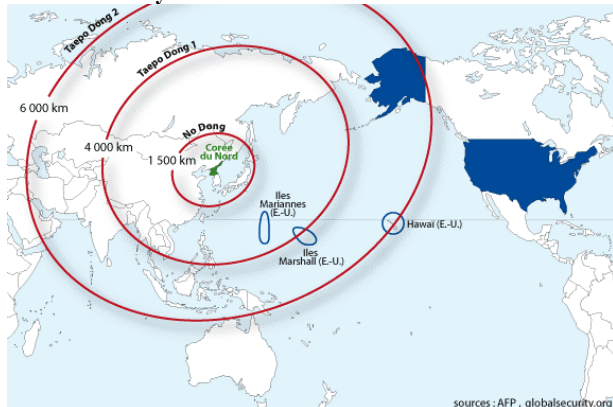 Taepo Dong 2
Taepo Dong 1
6 000 km
No Dong
4 000 km
Corée
du Nord
1 500 km
Iles
Mariannes
(E.-U.)
Hawaï (E.-U.)
Iles
Marshall (E.-U.)
sources : AFP , globalsecurity.org